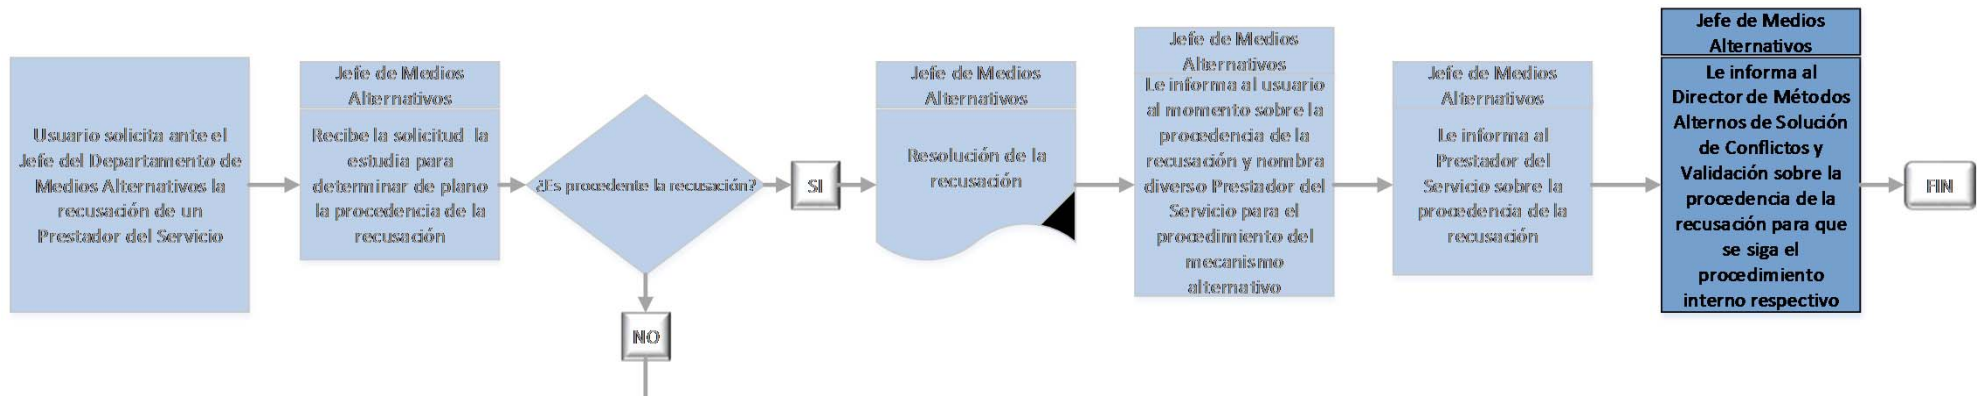 Usuario solicita ante el
Jefe del Departamento de
Medios Alternativos la
recusación de un
Prestador del Servicio
Jefe de Medios
Alternativos
Recibe la solicitud la
estudia para
determinar de plano
la procedencia de la
recusación
¿Es procedente la recusación?
SI
NO
Jefe de Medios
Alternativos
Resolución de la
recusación
Jefe de Medios
Alternativos
Le informa al usuario
al momento sobre la
procedencia de la
recusación y nombra
diverso Prestador del
Servicio para el
procedimiento del
mecanismo
alternativo
Jefe de Medios
Alternativos
Le informa al
Prestador del
Servicio sobre la
procedencia de la
recusación
Jefe de Medios
Alternativos
Le informa al
Director de Métodos
Alternos de Solución
de Conflictos y
Validación sobre la
procedencia de la
recusación para que
se siga el
procedimiento
interno respectivo
FIN